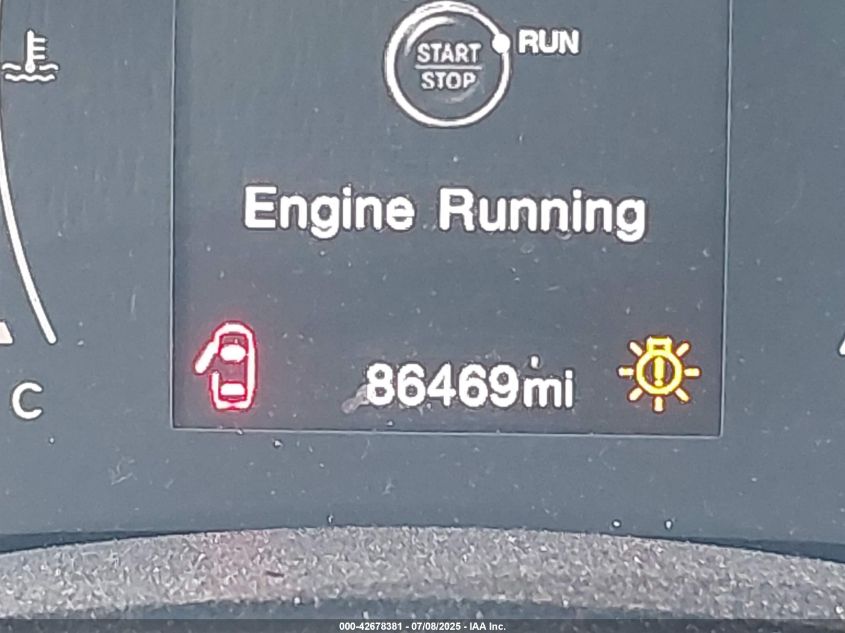 RUN
START
STOP
Engine Running
86469mi
C
000-42678381 - 07/08/2025 - IAA Inc.